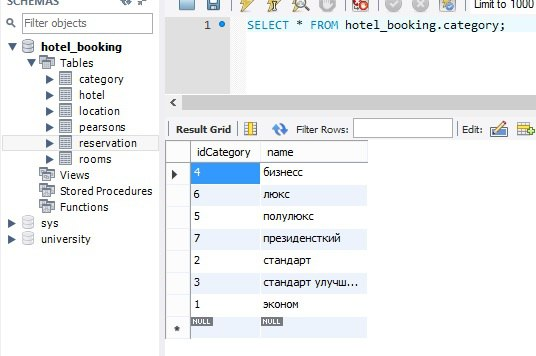 SCHEMAS
Limit to 1000
Filter objects
1
SELECT * FROM hotel_booking.category;
hotel_booking
Tables
category
hotel
location
pearsons
reservation
rooms
Views
Stored Procedures
Functions
sys
university
Result Grid
Filter Rows:
Edit:
idCategory name
4 бизнесс
6 люкс
5 полулюкс
7 президенсткий
2 стандарт
3 стандарт улучш...
1 эконом
NULL NULL